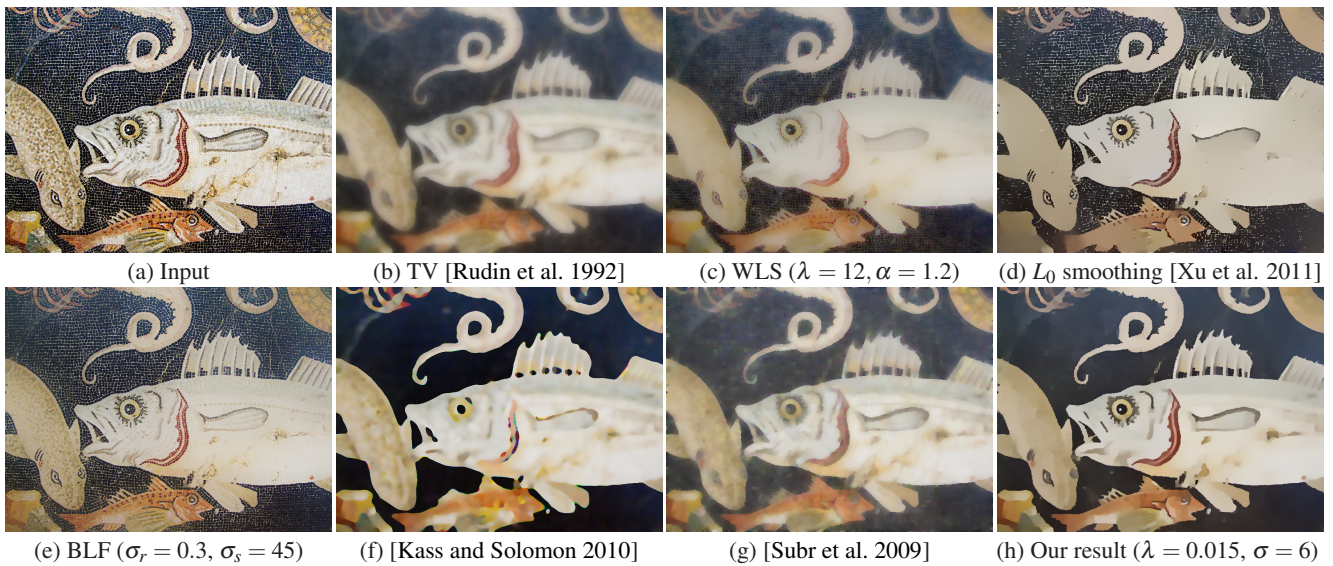 (a) Input
(b) TV [Rudin et al. 1992]
(c) WLS (λ = 12, α = 1.2)
(d) L₀ smoothing [Xu et al. 2011]
(e) BLF (σᵣ = 0.3, σₛ = 45)
(f) [Kass and Solomon 2010]
(g) [Subr et al. 2009]
(h) Our result (λ = 0.015, σ = 6)